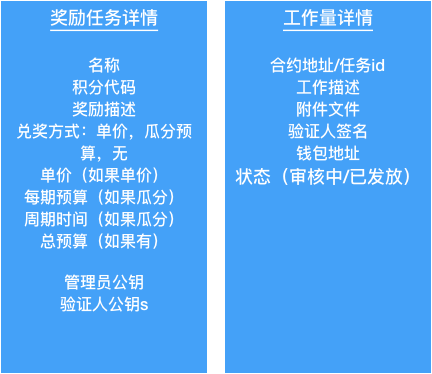 奖励任务详情
名称
积分代码
奖励描述
兑奖方式：单价，瓜分预
算，无
单价（如果单价）
每期预算（如果瓜分）
周期时间（如果瓜分）
总预算（如果有）
管理员公钥
验证人公钥s
工作量详情
合约地址/任务id
工作描述
附件文件
验证人签名
钱包地址
状态（审核中/已发放）